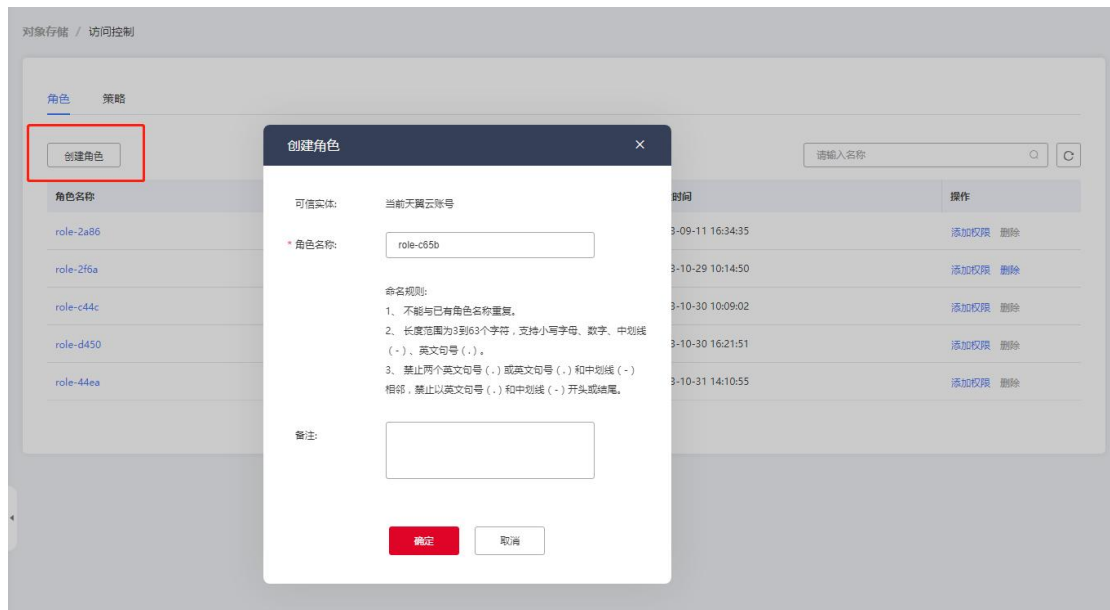 对象存储 / 访问控制
角色 策略
创建角色
请输入名称
角色名称 时间 操作
role-2a86 3-09-11 16:34:35 添加权限 删除
role-2f6a 3-10-29 10:14:50 添加权限 删除
role-c44c 3-10-30 10:09:02 添加权限 删除
role-d450 3-10-30 16:21:51 添加权限 删除
role-44ea 3-10-31 14:10:55 添加权限 删除
创建角色
可信实体: 当前天翼云账号
* 角色名称: role-c65b
命名规则:
1、 不能与已有角色名称重复。
2、 长度范围为3到63个字符，支持小写字母、数字、中划线
(-)、英文句号(.)。
3、 禁止两个英文句号(.)或英文句号(.)和中划线(-)
相邻，禁止以英文句号(.)和中划线(-)开头或结尾。
备注:
确定 取消